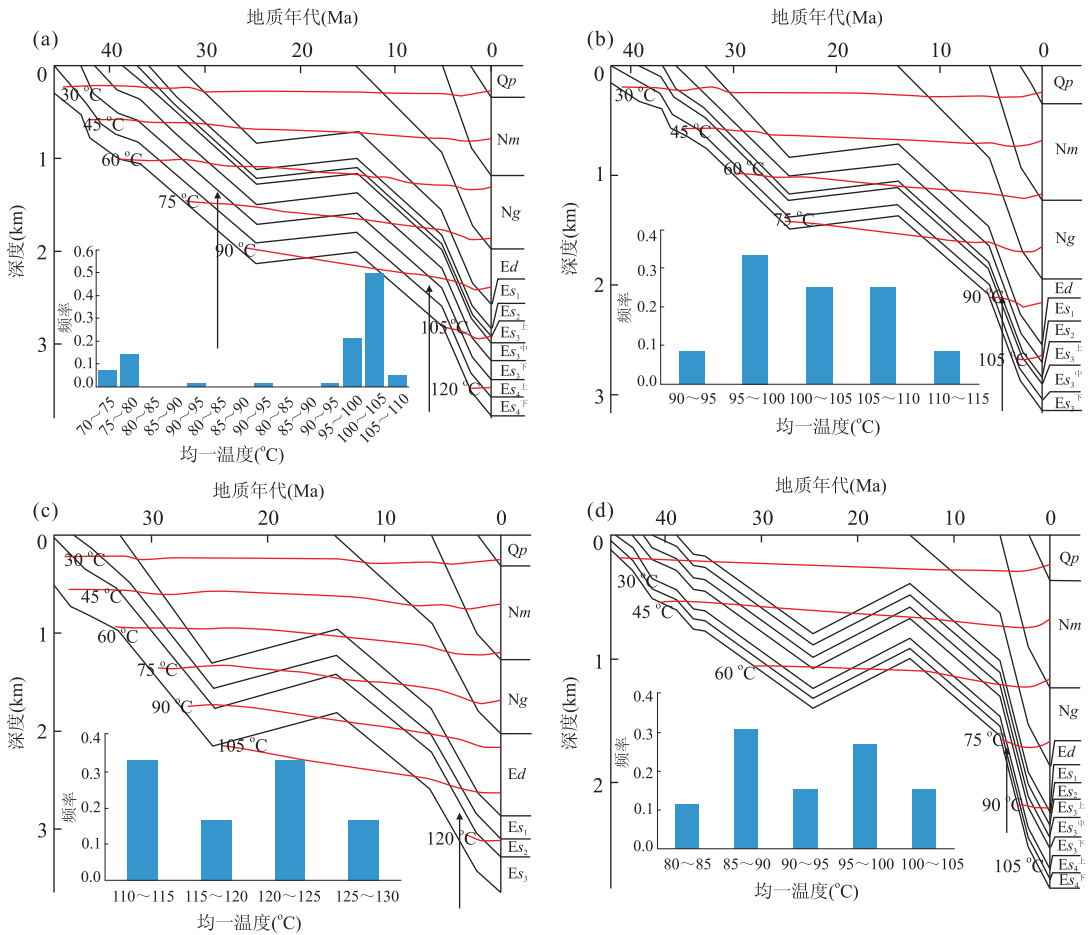 地质年代(Ma)
(a)
40
30
20
10
0
深度(km)
0
1
2
3
30 °C
45 °C
60 °C
75 °C
90 °C
105 °C
120 °C
Qp
Nm
Ng
Ed
Es₁
Es₂
Es₃上
Es₃中
Es₃下
Es₄上
Es₄下
频率
0.6
0.5
0.4
0.2
0.1
0.0
70～75
75～80
80～85
85～90
90～95
80～85
85～90
90～95
80～85
85～90
90～95
95～100
100～105
105～110
均一温度(°C)
地质年代(Ma)
(b)
40
30
20
10
0
深度(km)
0
1
2
3
30 °C
45 °C
60 °C
75 °C
90 °C
105 °C
Qp
Nm
Ng
Ed
Es₁
Es₂
Es₃上
Es₃中
Es₃下
频率
0.4
0.3
0.2
0.1
0.0
90～95
95～100
100～105
105～110
110～115
均一温度(°C)
地质年代(Ma)
(c)
30
20
10
0
深度(km)
0
1
2
3
30 °C
45 °C
60 °C
75 °C
90 °C
105 °C
120 °C
Qp
Nm
Ng
Ed
Es₁
Es₂
Es₃
频率
0.4
0.3
0.2
0.1
0.0
110～115
115～120
120～125
125～130
均一温度(°C)
地质年代(Ma)
(d)
40
30
20
10
0
深度(km)
0
1
2
30 °C
45 °C
60 °C
75 °C
90 °C
105 °C
Qp
Nm
Ng
Ed
Es₁
Es₂
Es₃上
Es₃中
Es₃下
Es₄上
Es₄下
频率
0.4
0.3
0.2
0.1
0.0
80～85
85～90
90～95
95～100
100～105
均一温度(°C)